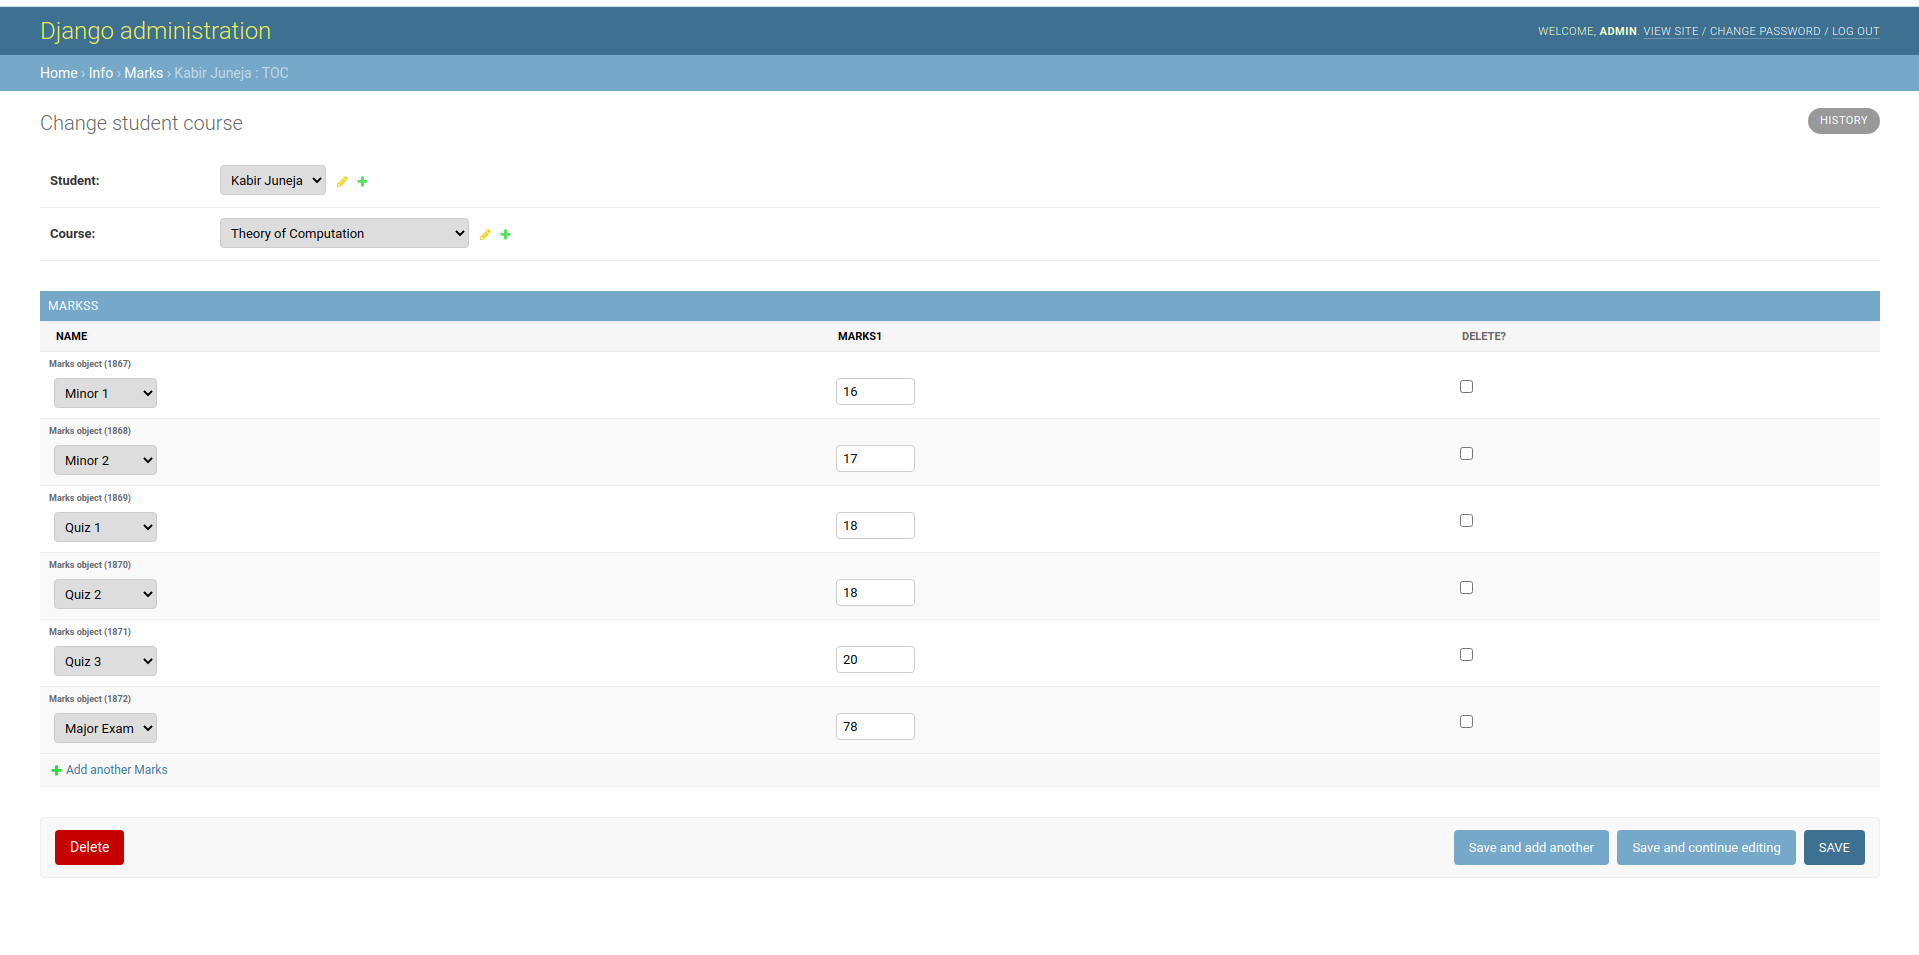 Django administration
WELCOME, ADMIN. VIEW SITE / CHANGE PASSWORD / LOG OUT
Home › Info › Marks › Kabir Juneja : TOC
Change student course
HISTORY
Student: Kabir Juneja
Course: Theory of Computation
MARKSS
NAME MARKS1 DELETE?
Marks object (1867)
Minor 1 16
Marks object (1868)
Minor 2 17
Marks object (1869)
Quiz 1 18
Marks object (1870)
Quiz 2 18
Marks object (1871)
Quiz 3 20
Marks object (1872)
Major Exam 78
Add another Marks
Delete Save and add another Save and continue editing SAVE